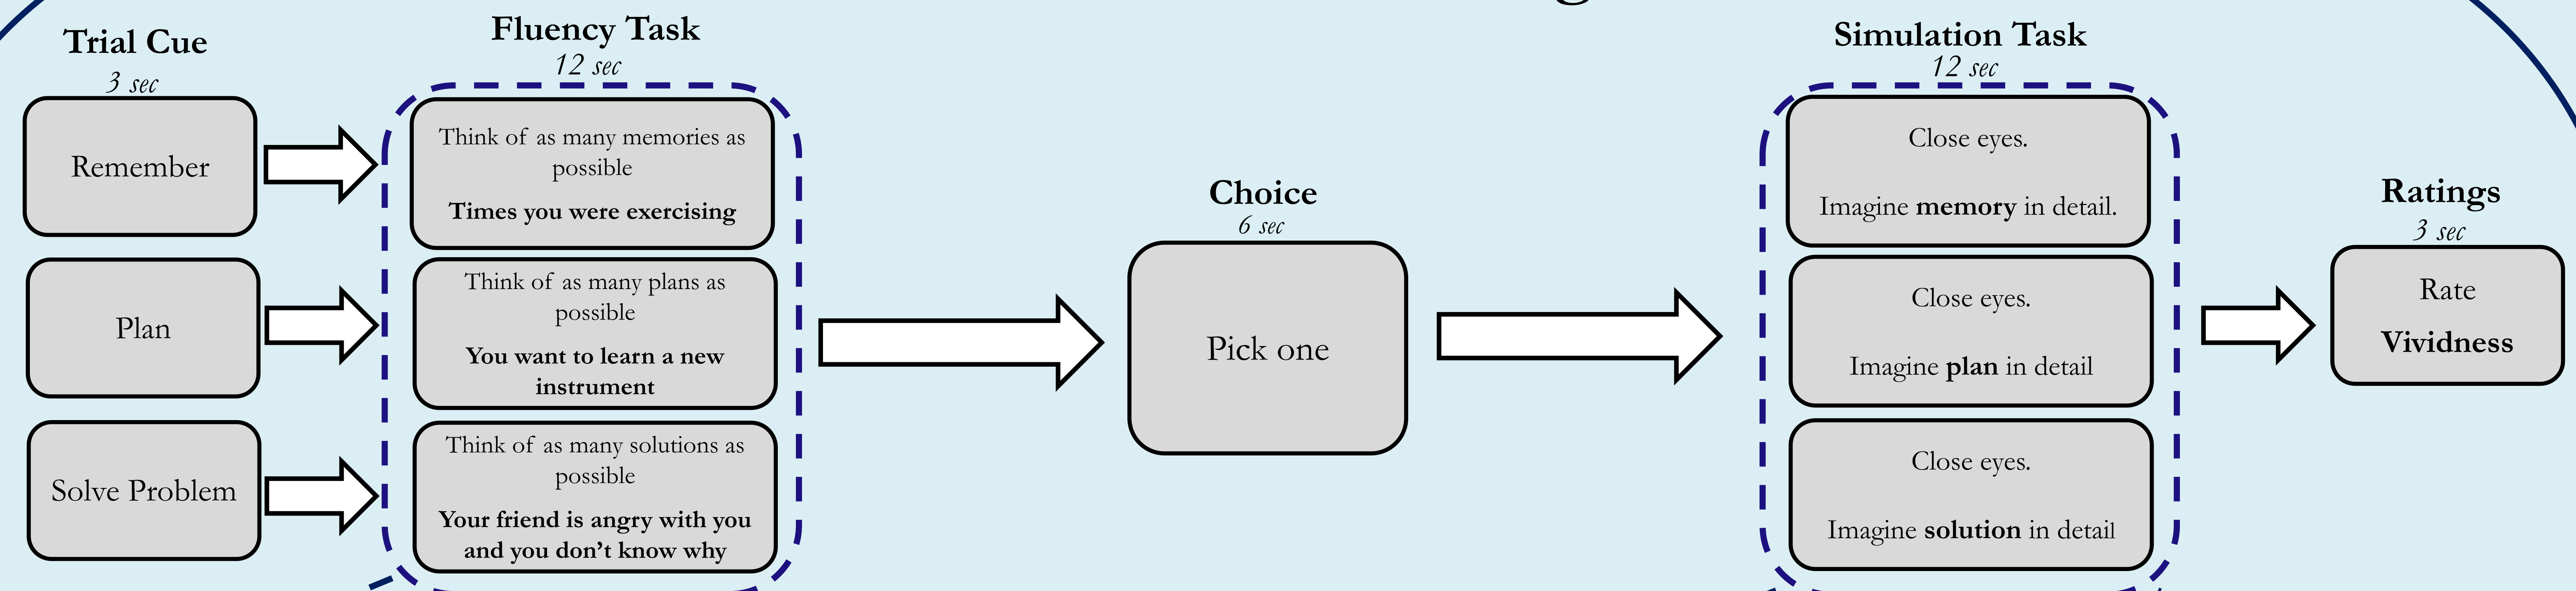 Trial Cue
3 sec
Remember
Plan
Solve Problem
Fluency Task
12 sec
Think of as many memories as
possible
Times you were exercising
Think of as many plans as
possible
You want to learn a new
instrument
Think of as many solutions as
possible
Your friend is angry with you
and you don’t know why
Choice
6 sec
Pick one
Simulation Task
12 sec
Close eyes.
Imagine memory in detail.
Close eyes.
Imagine plan in detail
Close eyes.
Imagine solution in detail
Ratings
3 sec
Rate
Vividness